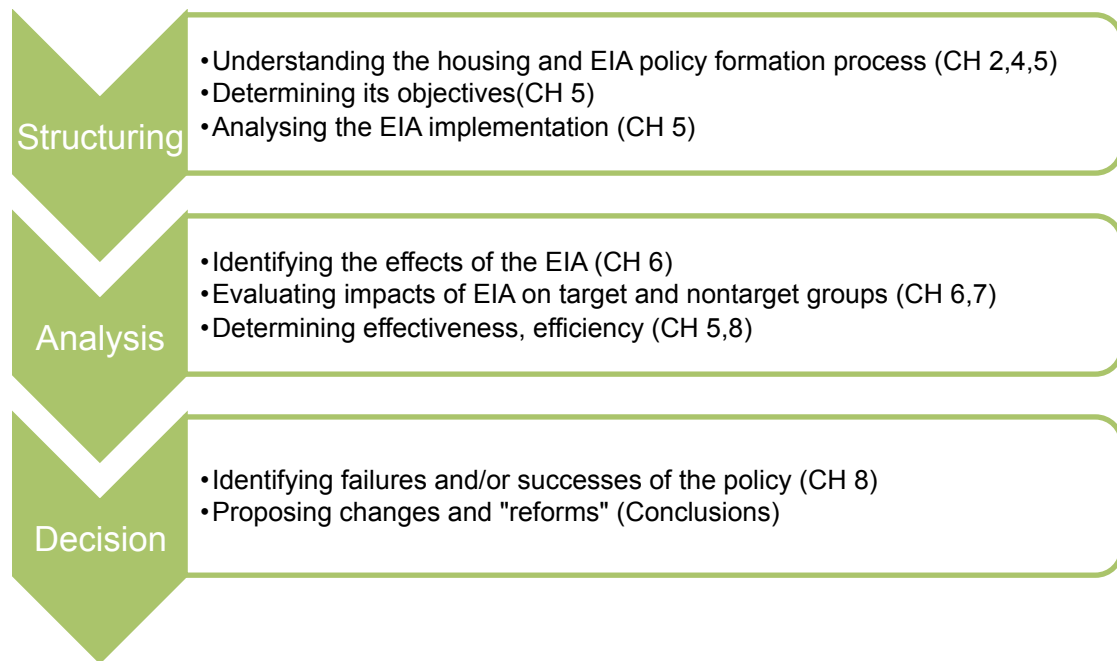 Structuring
•Understanding the housing and EIA policy formation process (CH 2,4,5)
•Determining its objectives(CH 5)
•Analysing the EIA implementation (CH 5)
Analysis
•Identifying the effects of the EIA (CH 6)
•Evaluating impacts of EIA on target and nontarget groups (CH 6,7)
•Determining effectiveness, efficiency (CH 5,8)
Decision
•Identifying failures and/or successes of the policy (CH 8)
•Proposing changes and "reforms" (Conclusions)